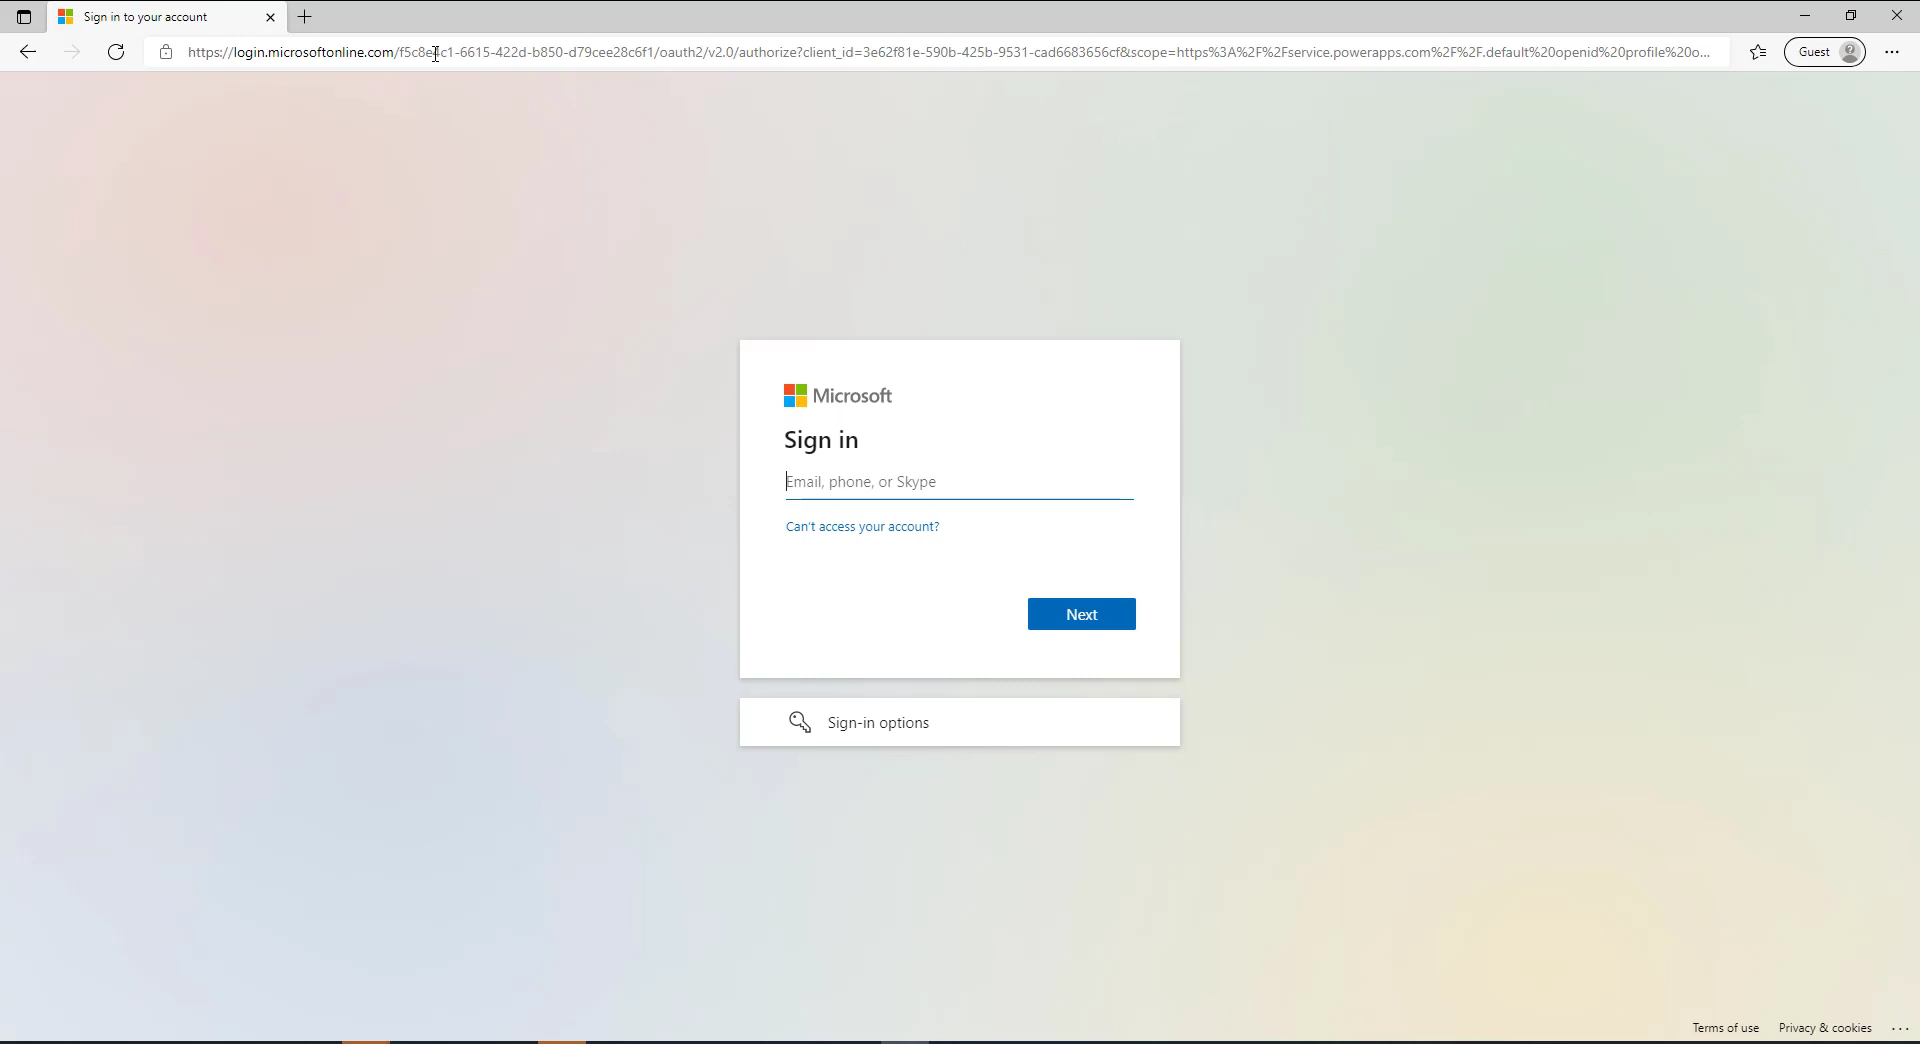 Sign in to your account
https://login.microsoftonline.com/f5c8e4c1-6615-422d-b850-d79cee28c6f1/oauth2/v2.0/authorize?client_id=3e62f81e-590b-425b-9531-cad6683656cf&scope=https%3A%2F%2Fservice.powerapps.com%2F%2F.default%20openid%20profile%20o...
Guest
Microsoft
Sign in
Email, phone, or Skype
Can't access your account?
Next
Sign-in options
Terms of use Privacy & cookies ...